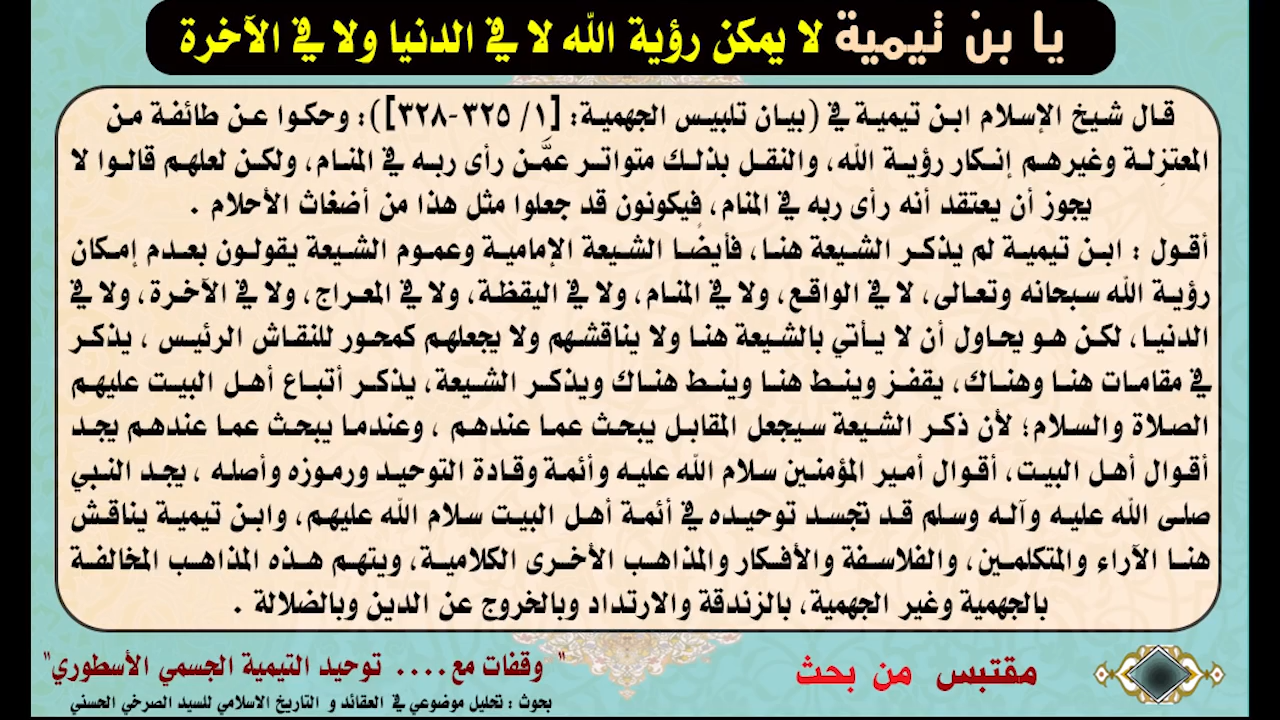 يا بن تيمية لا يمكن رؤية الله لا في الدنيا ولا في الآخرة
قال شيخ الإسلام ابن تيمية في (بيان تلبيس الجهمية: [١/ ٣٢٥-٣٢٨]): وحكوا عن طائفة من
المعتزِلة وغيرهم إنكار رؤية الله، والنقل بذلك متواتر عمَّن رأى ربه في المنام، ولكن لعلهم قالوا لا
يجوز أن يعتقد أنه رأى ربه في المنام، فيكونون قد جعلوا مثل هذا من أضغاث الأحلام .
أقول : ابن تيمية لم يذكر الشيعة هنا، فأيضًا الشيعة الإمامية وعموم الشيعة يقولون بعدم إمكان
رؤية الله سبحانه وتعالى، لا في الواقع، ولا في المنام، ولا في اليقظة، ولا في المعراج، ولا في الآخرة، ولا في
الدنيا، لكن هو يحاول أن لا يأتي بالشيعة هنا ولا يناقشهم ولا يجعلهم كمحور للنقاش الرئيس ، يذكر
في مقامات هنا وهناك، يقفز وينط هنا وينط هناك ويذكر الشيعة، يذكر أتباع أهل البيت عليهم
الصلاة والسلام؛ لأن ذكر الشيعة سيجعل المقابل يبحث عما عندهم ، وعندما يبحث عما عندهم يجد
أقوال أهل البيت، أقوال أمير المؤمنين سلام الله عليه وأئمة وقادة التوحيد ورموزه وأصله ، يجد النبي
صلى الله عليه وآله وسلم قد تجسد توحيده في أئمة أهل البيت سلام الله عليهم، وابن تيمية يناقش
هنا الآراء والمتكلمين، والفلاسفة والأفكار والمذاهب الأخرى الكلامية، ويتهم هذه المذاهب المخالفة
بالجهمية وغير الجهمية، بالزندقة والارتداد وبالخروج عن الدين وبالضلالة .
مقتبس من بحث
" وقفات مع.... توحيد التيمية الجسمي الأسطوري"
بحوث : تحليل موضوعي في العقائد و التاريخ الاسلامي للسيد الصرخي الحسني